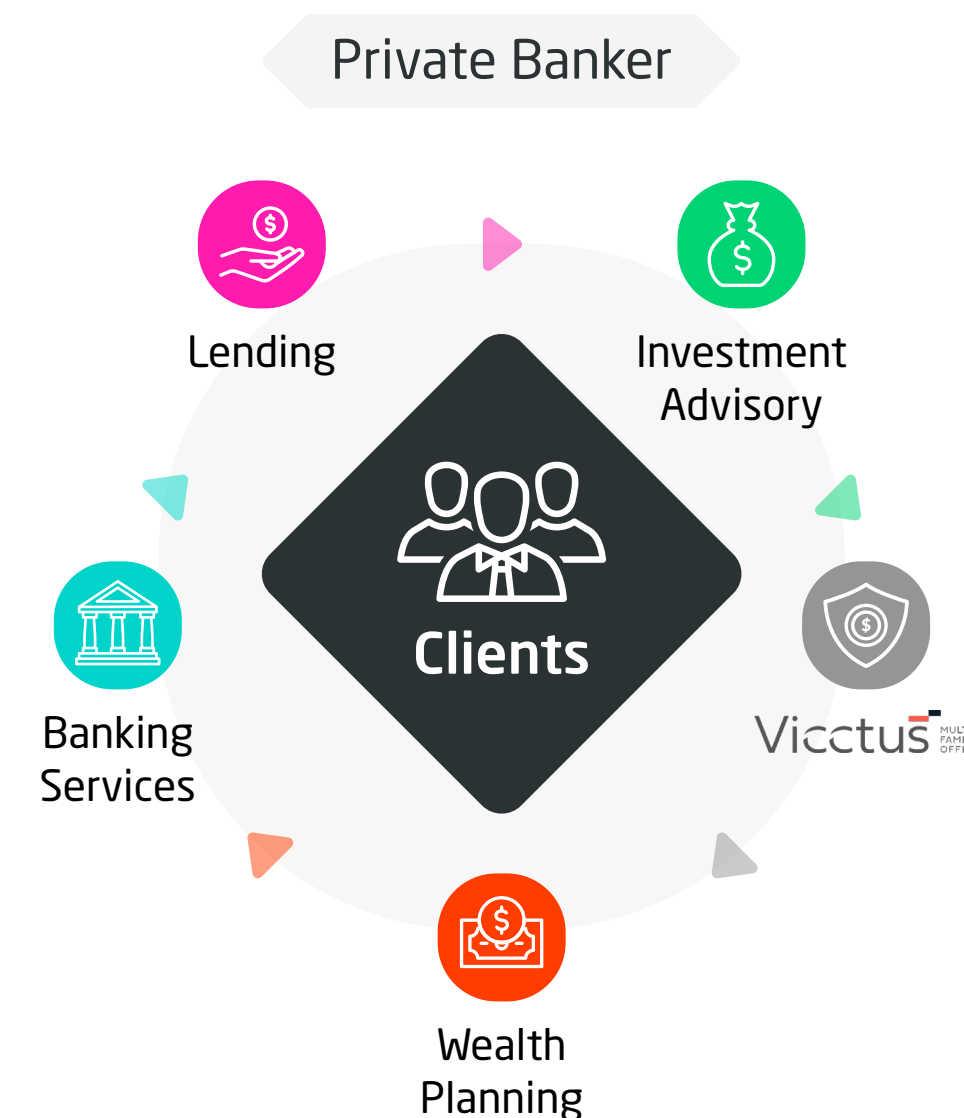 Private Banker
Lending
Investment
Advisory
Clients
Banking
Services
Vicctus
Wealth
Planning
$
$
$
$